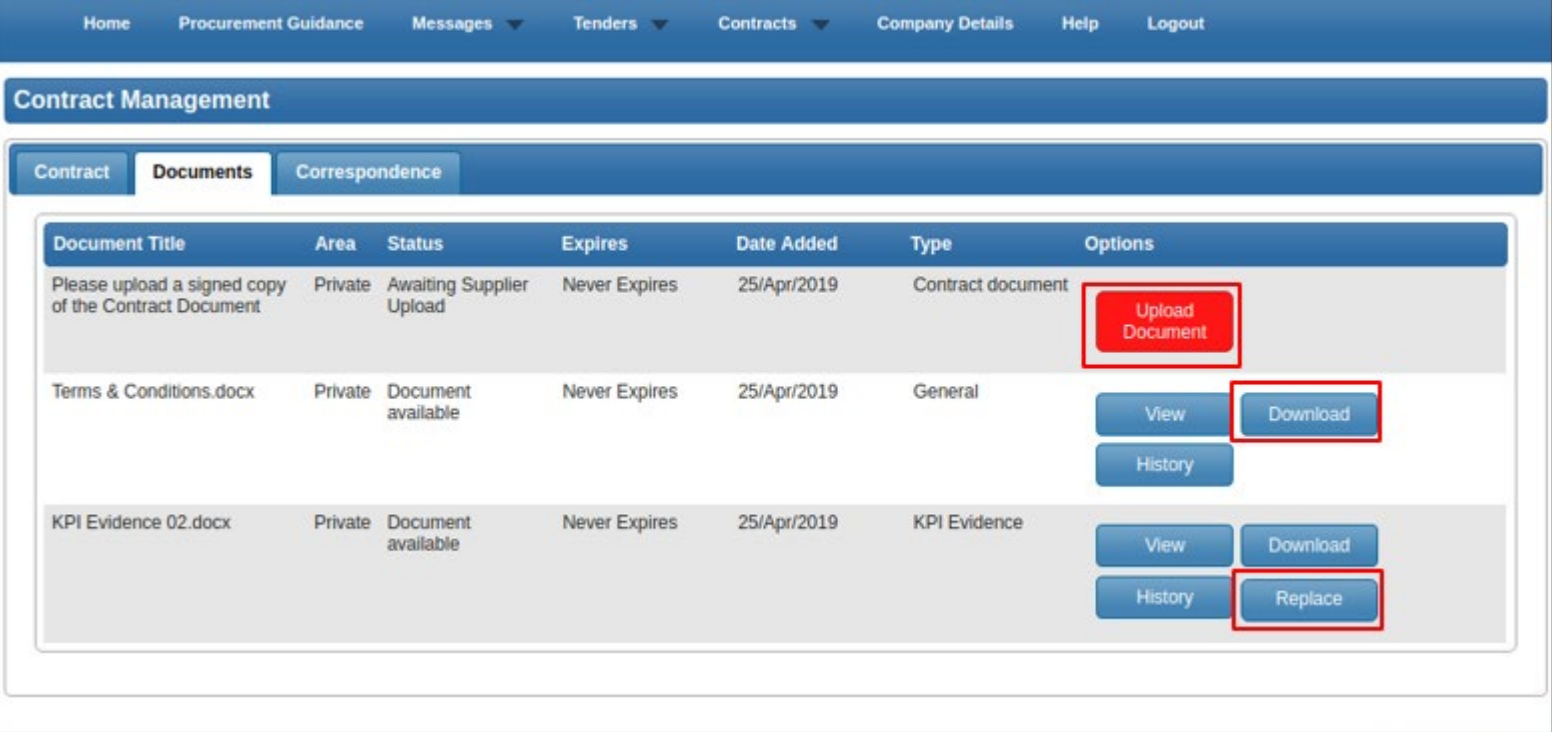 Home Procurement Guidance Messages Tenders Contracts Company Details Help Logout
Contract Management
Contract Documents Correspondence
Document Title Area Status Expires Date Added Type Options
Please upload a signed copy Private Awaiting Supplier Never Expires 25/Apr/2019 Contract document
of the Contract Document Upload
Upload
Document
Terms & Conditions.docx Private Document Never Expires 25/Apr/2019 General
available
View Download
History
KPI Evidence 02.docx Private Document Never Expires 25/Apr/2019 KPI Evidence
available
View Download
History Replace